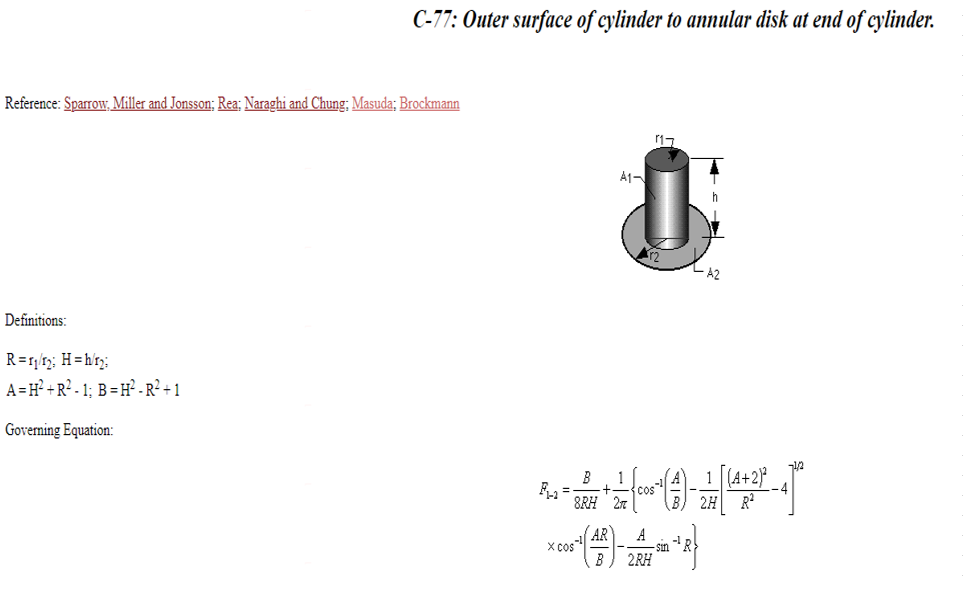 C-77: Outer surface of cylinder to annular disk at end of cylinder.
Reference: Sparrow, Miller and Jonsson; Rea; Naraghi and Chung; Masuda; Brockmann
r1
A1
h
r2
A2
Definitions:
R = r₁/r₂; H = h/r₂;
A = H² + R² - 1; B = H² - R² + 1
Governing Equation:
F₁₋₂ = B/8RH + 1/2π {cos⁻¹(A/B) - 1/2H [(A+2)²/R² - 4]^1/2
× cos⁻¹(AR/B) - A/2RH sin⁻¹ R}